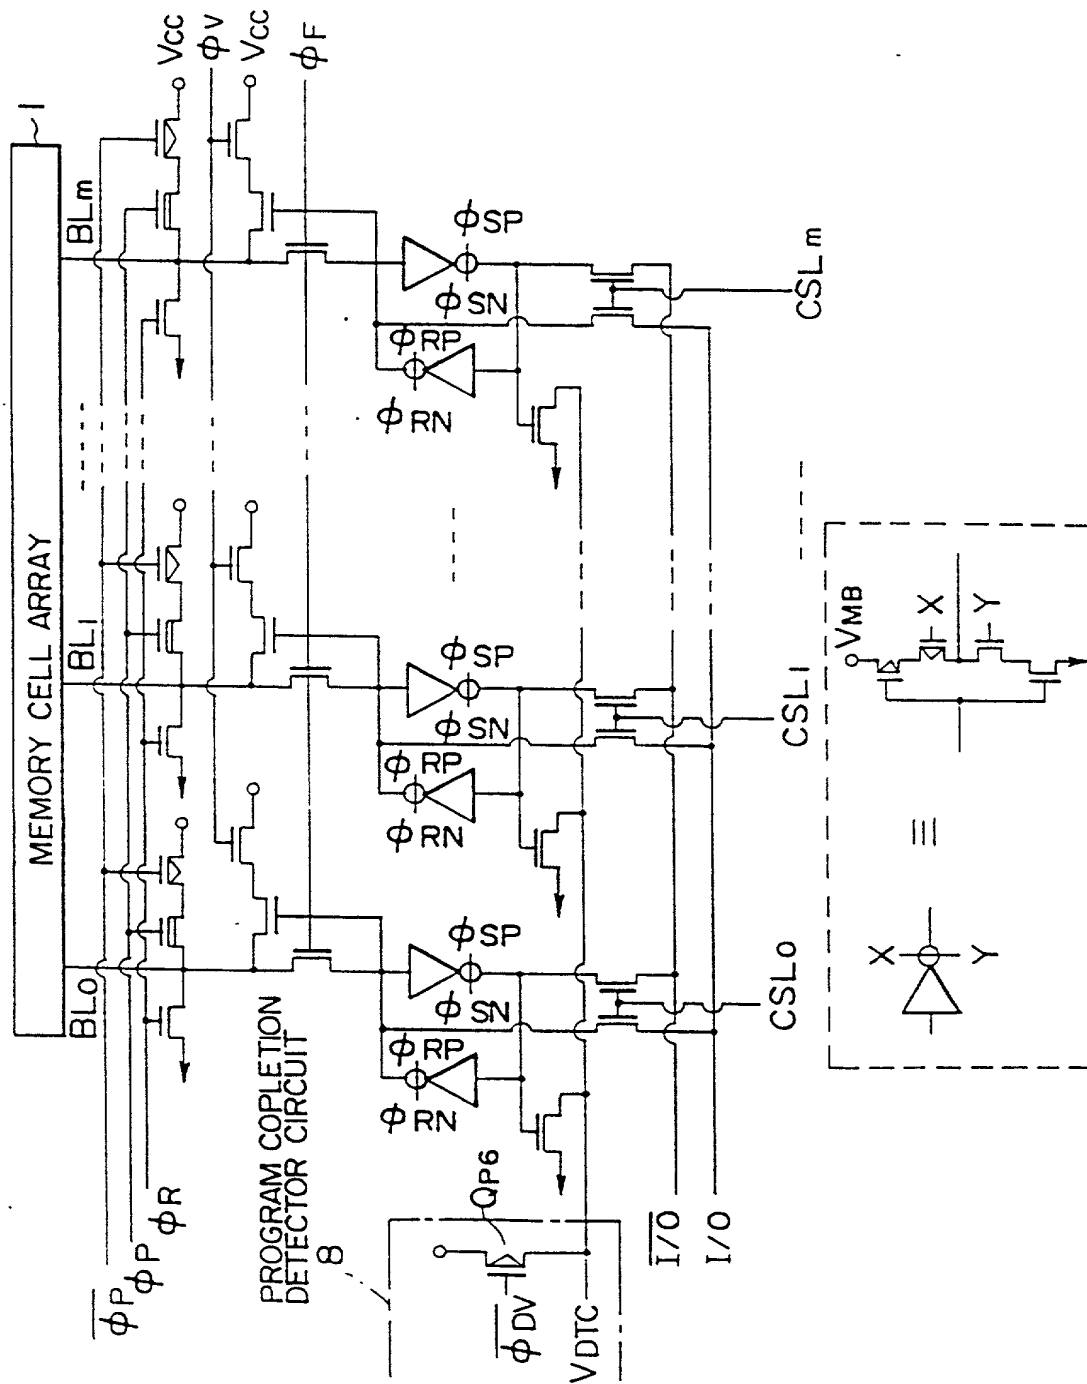 MEMORY CELL ARRAY
1
BL0
BL1
BLm
Vcc
ϕV
Vcc
ϕF
ϕP
ϕP
ϕR
PROGRAM COPLETION
DETECTOR CIRCUIT
8
QP6
ϕDV
VDTC
ϕSP
ϕSN
ϕRP
ϕRN
ϕSP
ϕSN
ϕRP
ϕRN
ϕSP
ϕSN
ϕRP
ϕRN
I/O
I/O
CSL0
CSL1
CSLm
X
Y
≡
VMB
X
Y